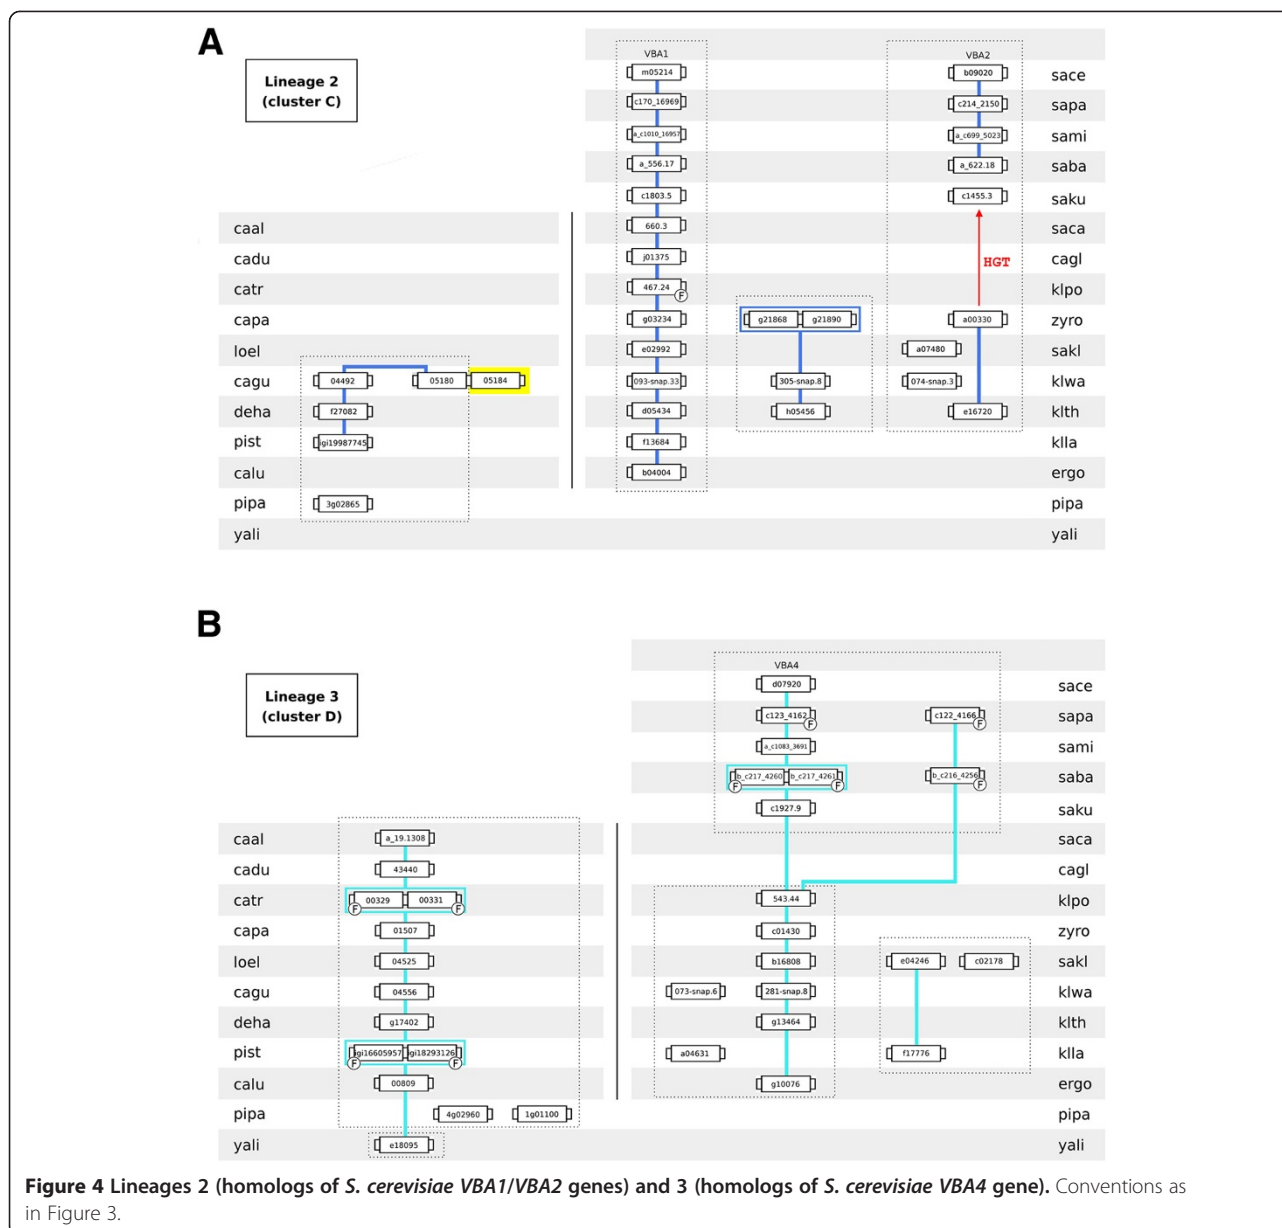 A
Lineage 2
(cluster C)
VBA1
VBA2
m05214
b09020
sace
c170_16969
c214_2150
sapa
a_c1010_16957
a_c699_5023
sami
a_556.17
a_622.18
saba
c1803.5
c1455.3
saku
caal
660.3
saca
cadu
j01375
HGT
cagl
catr
467.24
F
klpo
capa
g03234
g21868
g21890
a00330
zyro
loel
e02992
a07480
sakl
cagu
04492
05180
05184
093-snap.33
305-snap.8
074-snap.3
klwa
deha
f27082
d05434
h05456
e16720
klth
pist
gi19987745
f13684
klla
calu
b04004
ergo
pipa
3g02865
pipa
yali
yali
B
Lineage 3
(cluster D)
VBA4
d07920
sace
c123_4162
F
c122_4166
F
sapa
a_c1083_3691
sami
b_c217_4260
b_c217_4261
F
F
b_c216_4256
F
saba
c1927.9
saku
caal
a_19.1308
saca
cadu
43440
cagl
catr
00329
00331
F
F
543.44
klpo
capa
01507
c01430
zyro
loel
04525
b16808
e04246
c02178
sakl
cagu
04556
073-snap.6
281-snap.8
klwa
deha
g17402
g13464
klth
pist
gi16605957
gi18293126
F
F
a04631
f17776
klla
calu
00809
g10076
ergo
pipa
4g02960
1g01100
pipa
yali
e18095
yali
Figure 4 Lineages 2 (homologs of S. cerevisiae VBA1/VBA2 genes) and 3 (homologs of S. cerevisiae VBA4 gene). Conventions as
in Figure 3.